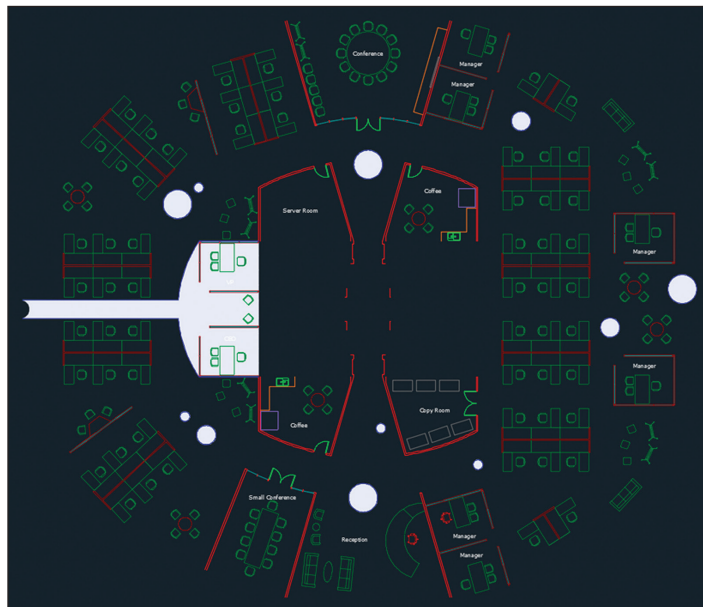 Conference
Manager
Manager
Server Room
Coffee
Manager
Manager
Coffee
Copy Room
Small Conference
Reception
Manager
Manager